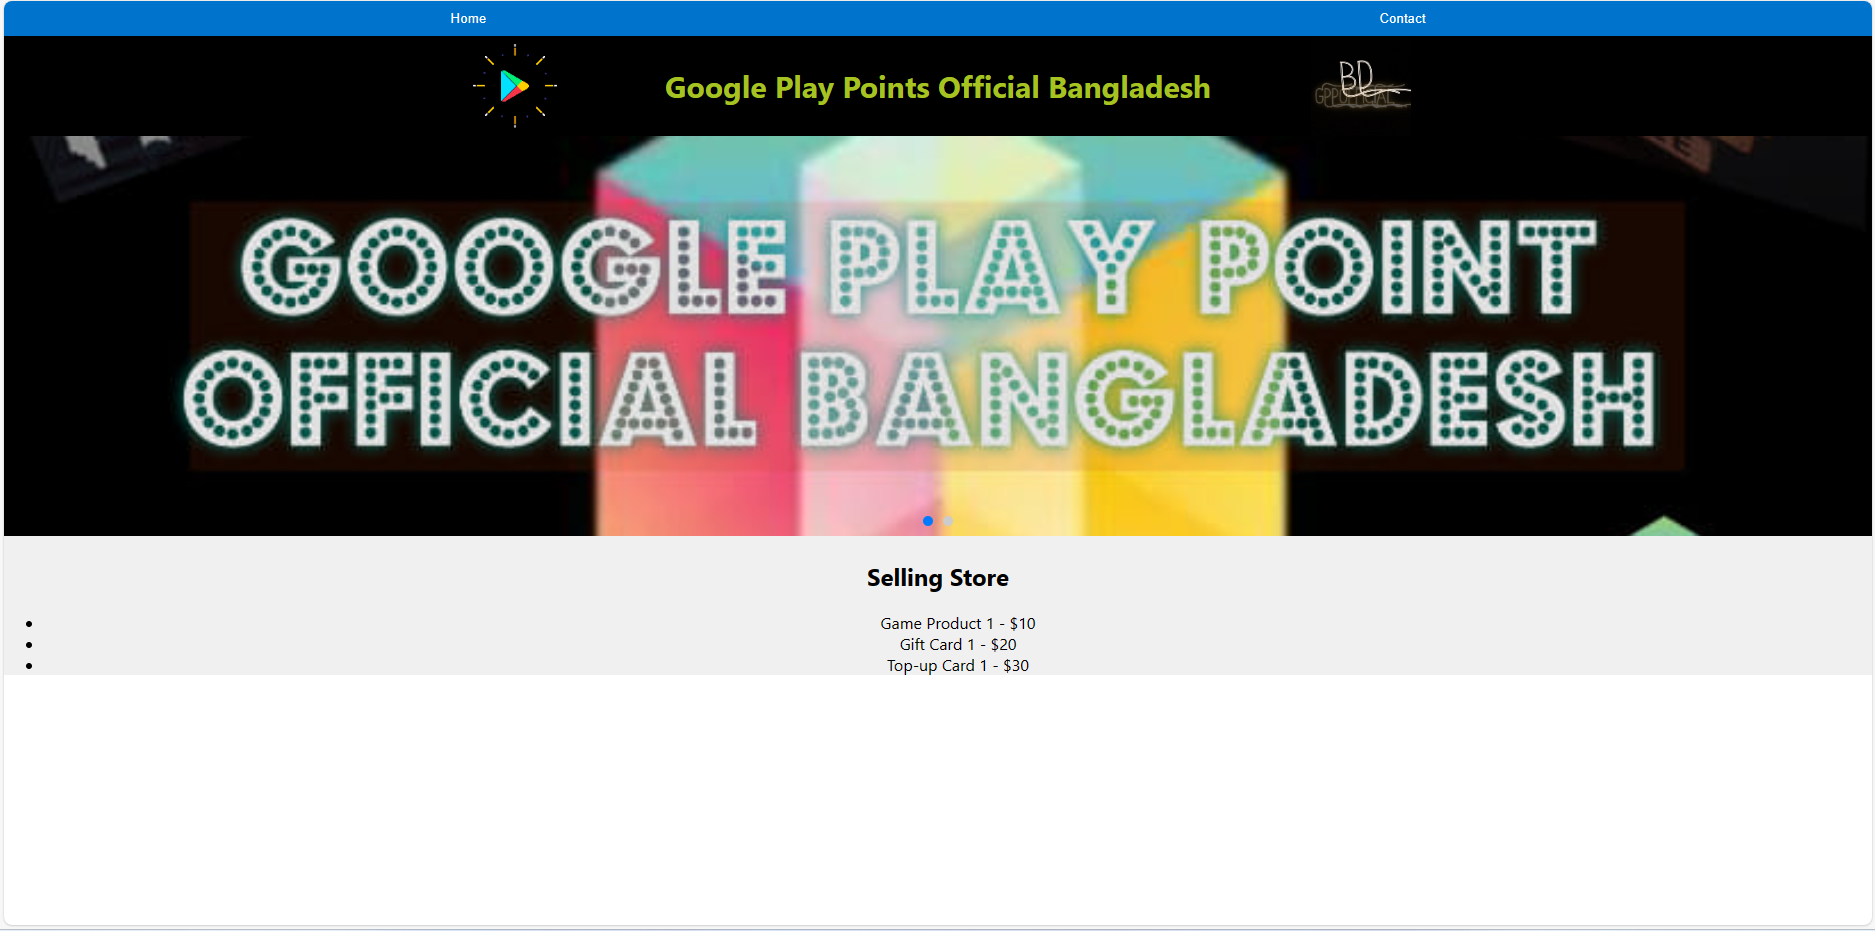 Home
Contact
Google Play Points Official Bangladesh
BD
GPPOFFICIAL
GOOGLE PLAY POINT
OFFICIAL BANGLADESH
Selling Store
Game Product 1 - $10
Gift Card 1 - $20
Top-up Card 1 - $30